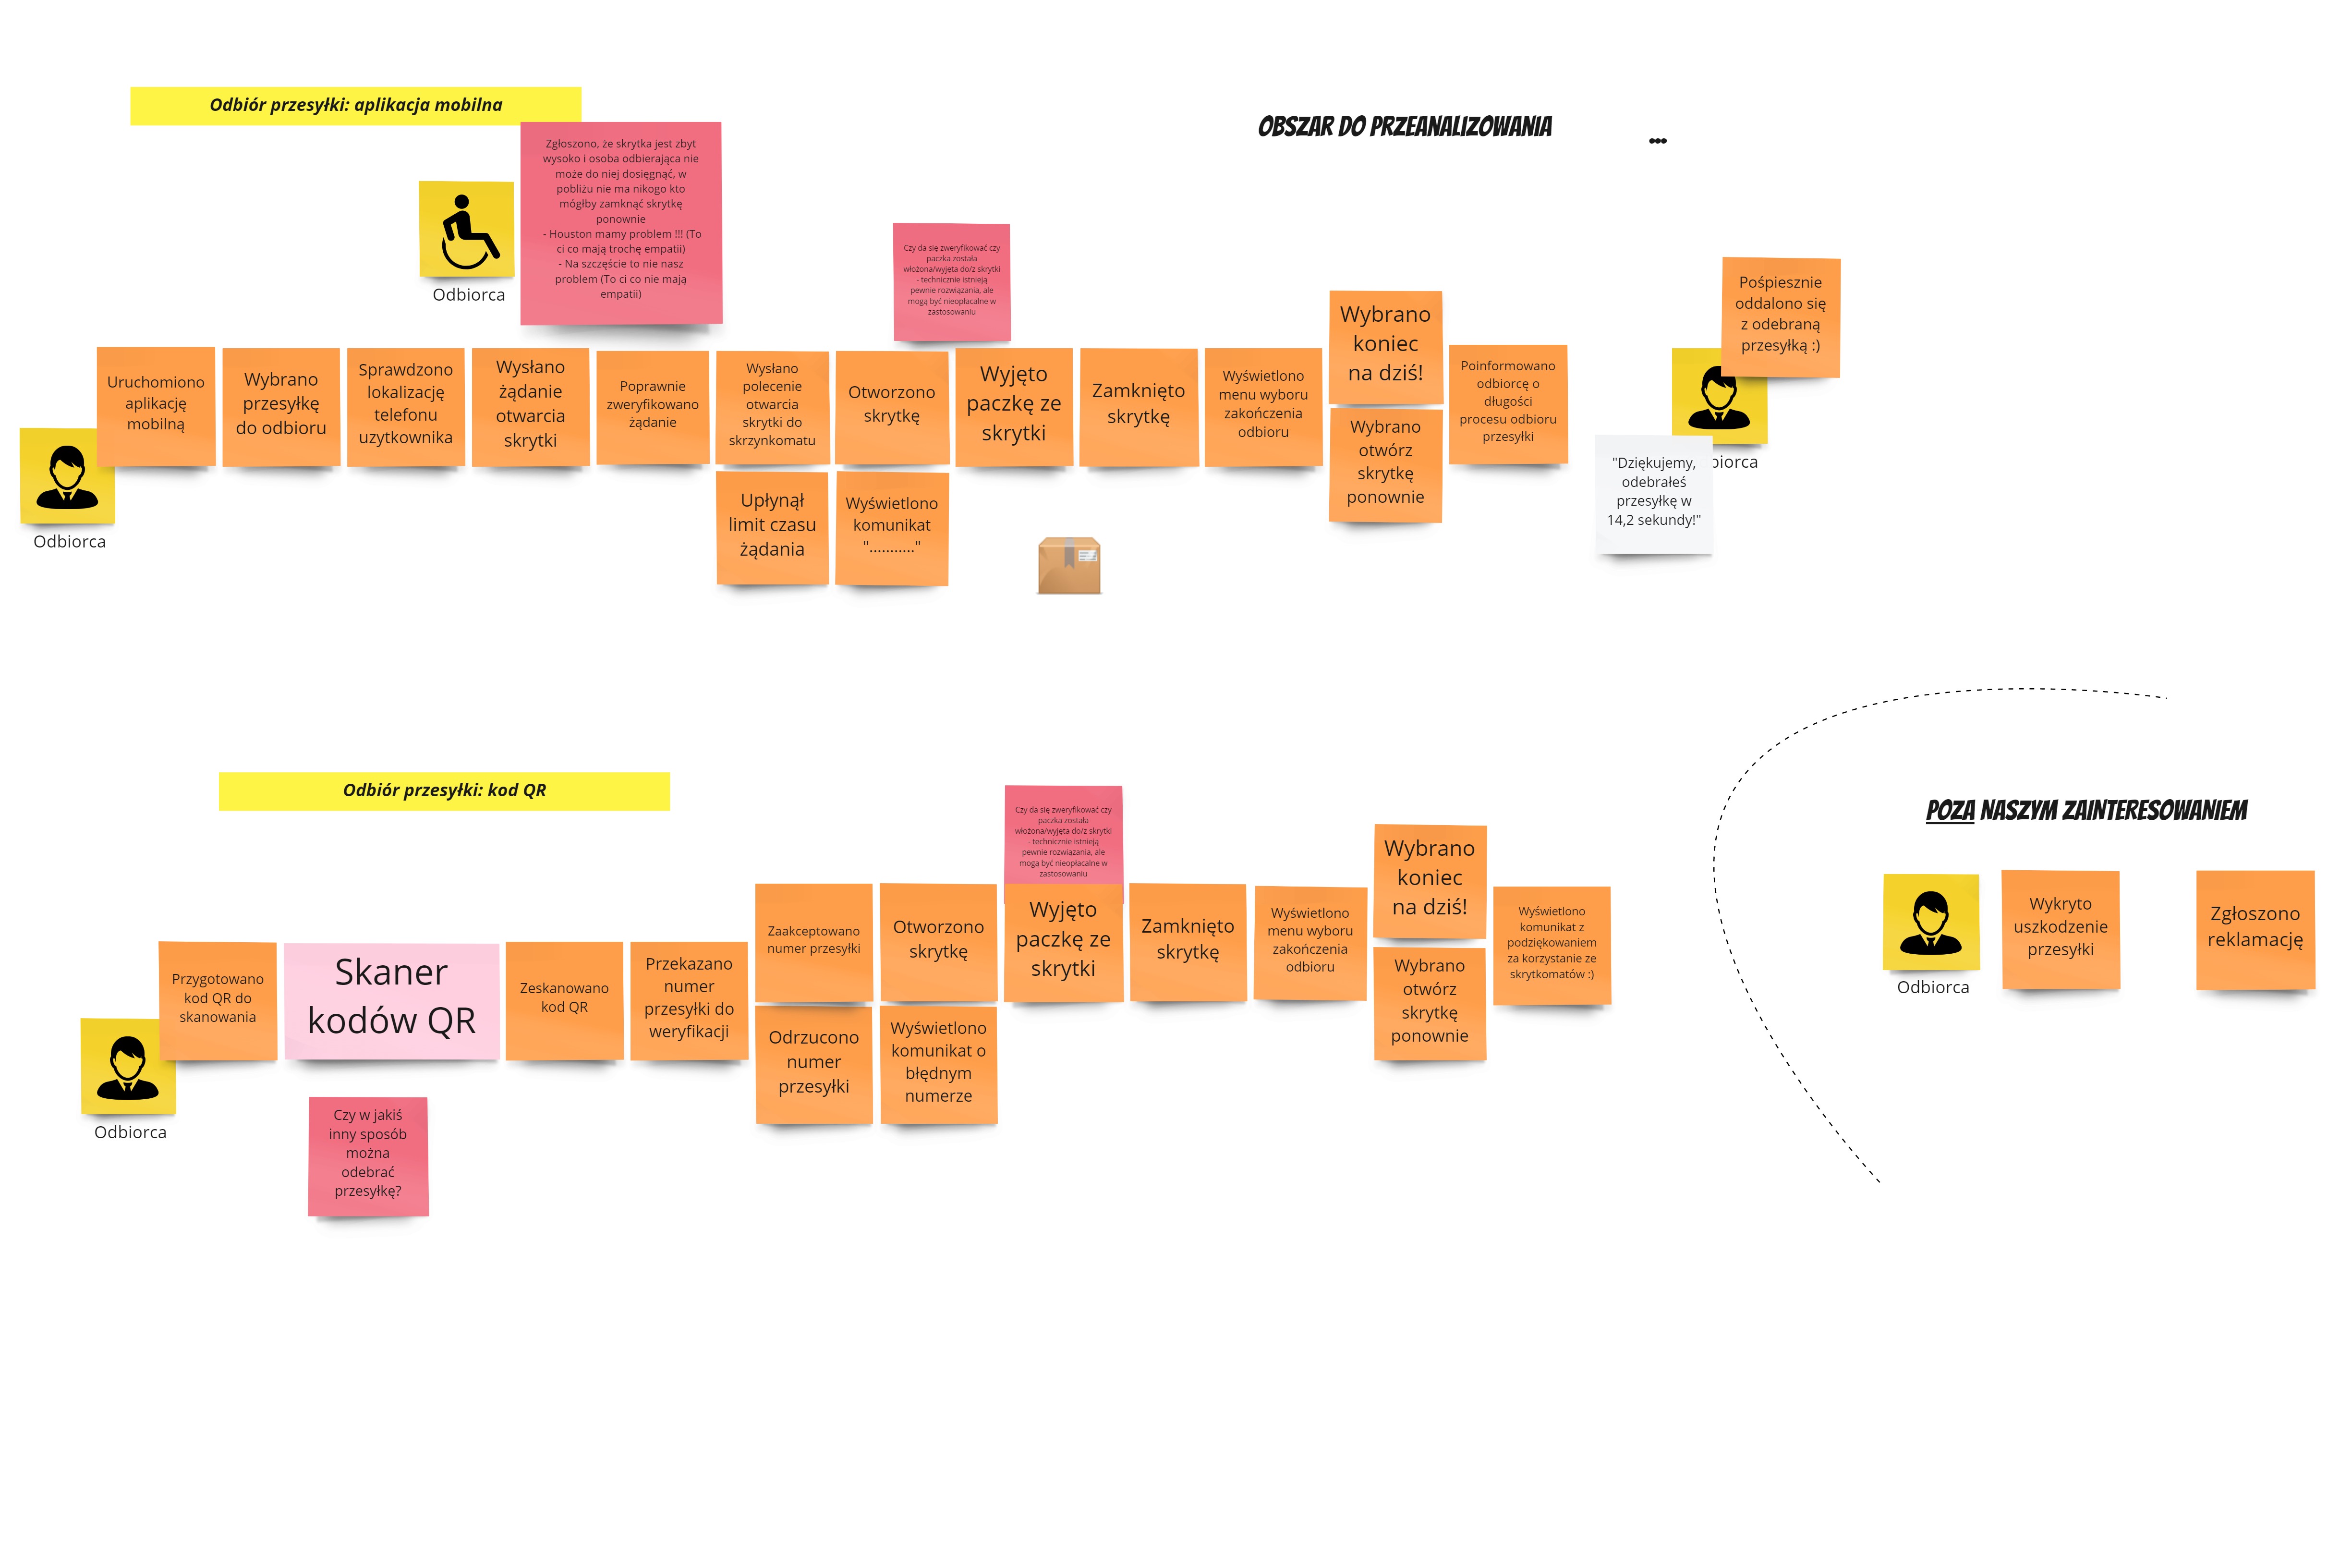 Odbiór przesyłki: aplikacja mobilna
OBSZAR DO PRZEANALIZOWANIA
...
Zgłoszono, że skrytka jest zbyt
wysoko i osoba odbierająca nie
może do niej dosięgnąć, w
pobliżu nie ma nikogo kto
mógłby zamknąć skrytkę
ponownie
- Houston mamy problem !!! (To
ci co mają trochę empatii)
- Na szczęście to nie nasz
problem (To ci co nie mają
empatii)
Odbiorca
Czy da się zweryfikować czy
paczka została
włożona/wyjęta do/z skrytki
- technicznie istnieją
pewnie rozwiązania, ale
mogą być nieopłacalne w
zastosowaniu
Odbiorca
Uruchomiono
aplikację
mobilną
Wybrano
przesyłkę
do odbioru
Sprawdzono
lokalizację
telefonu
uzytkownika
Wysłano
żądanie
otwarcia
skrytki
Poprawnie
zweryfikowano
żądanie
Wysłano
polecenie
otwarcia
skrytki do
skrzynkomatu
Otworzono
skrytkę
Upłynął
limit czasu
żądania
Wyświetlono
komunikat
"..........."
Wyjęto
paczkę ze
skrytki
Zamknięto
skrytkę
Wyświetlono
menu wyboru
zakończenia
odbioru
Wybrano
koniec
na dziś!
Wybrano
otwórz
skrytkę
ponownie
Poinformowano
odbiorcę o
długości
procesu odbioru
przesyłki
"Dziękujemy,
odebrałeś
przesyłkę w
14,2 sekundy!"
biorca
Pośpiesznie
oddalono się
z odebraną
przesyłką :)
Odbiór przesyłki: kod QR
Odbiorca
Przygotowano
kod QR do
skanowania
Skaner
kodów QR
Czy w jakiś
inny sposób
można
odebrać
przesyłkę?
Zeskanowano
kod QR
Przekazano
numer
przesyłki do
weryfikacji
Zaakceptowano
numer przesyłki
Otworzono
skrytkę
Odrzucono
numer
przesyłki
Wyświetlono
komunikat o
błędnym
numerze
Czy da się zweryfikować czy
paczka została
włożona/wyjęta do/z skrytki
- technicznie istnieją
pewnie rozwiązania, ale
mogą być nieopłacalne w
zastosowaniu
Wyjęto
paczkę ze
skrytki
Zamknięto
skrytkę
Wyświetlono
menu wyboru
zakończenia
odbioru
Wybrano
koniec
na dziś!
Wybrano
otwórz
skrytkę
ponownie
Wyświetlono
komunikat z
podziękowaniem
za korzystanie ze
skrytkomatów :)
POZA NASZYM ZAINTERESOWANIEM
Odbiorca
Wykryto
uszkodzenie
przesyłki
Zgłoszono
reklamację